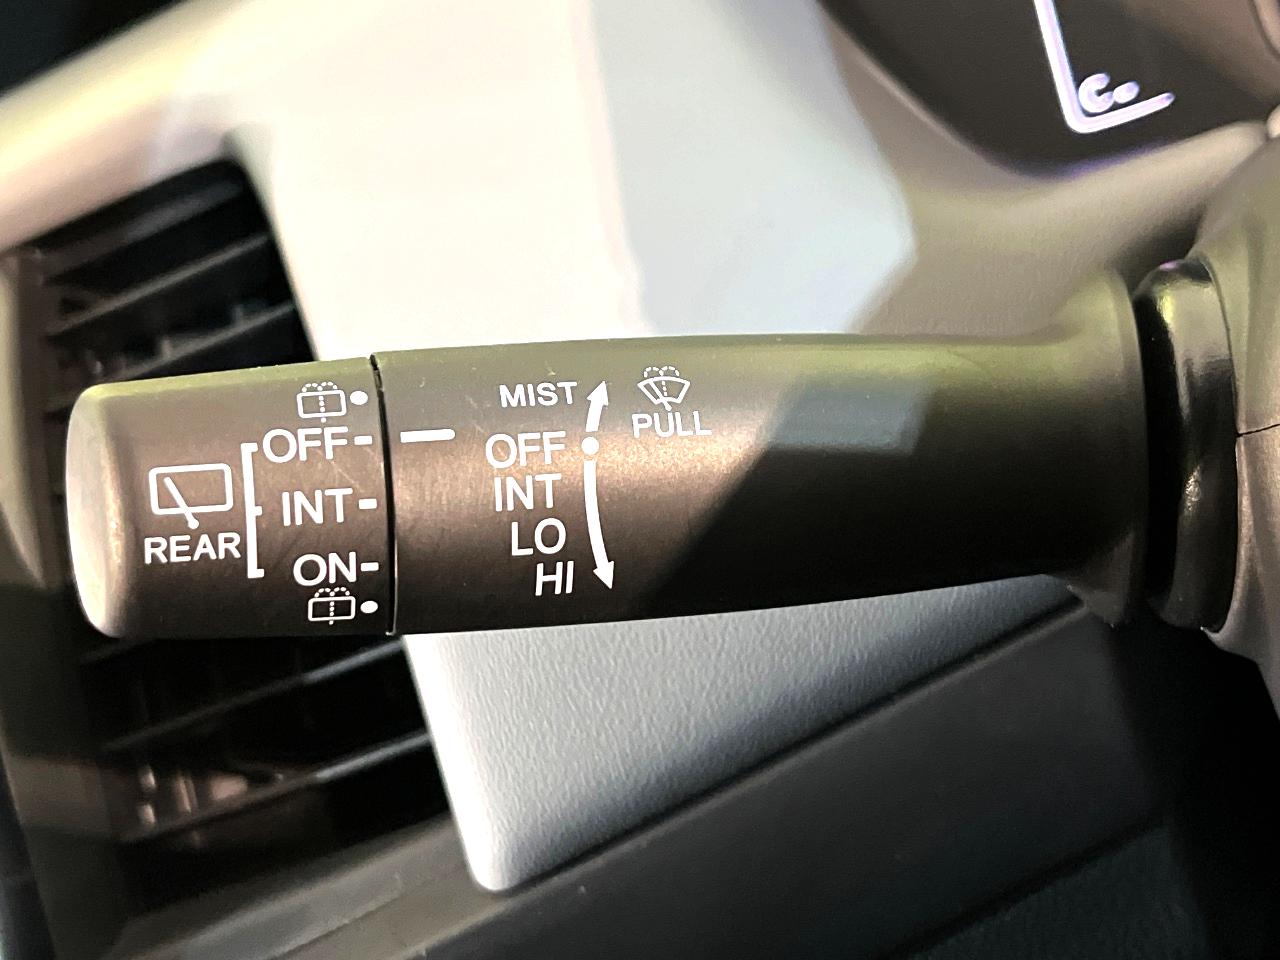 REAR
OFF
INT
ON
MIST
OFF
INT
LO
HI
PULL